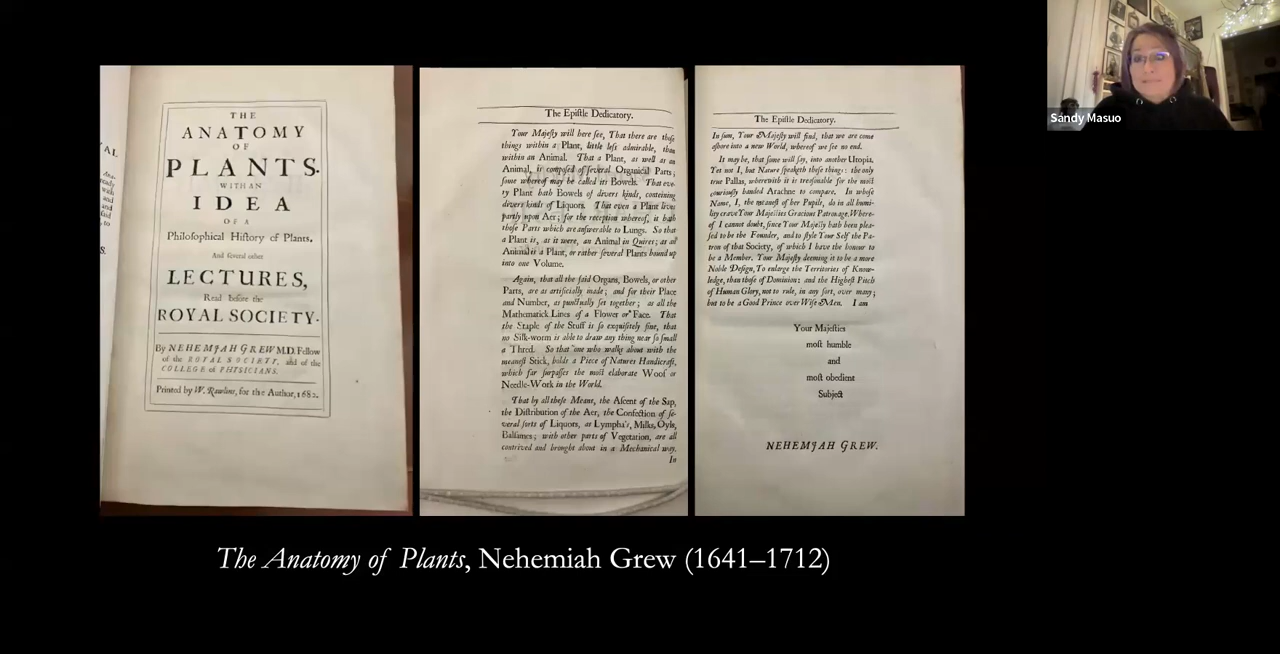 THE
ANATOMY
OF
PLANTS.
WITH AN
IDEA
OF A
Philoſophical Hiſtory of Plants,
And ſeveral other
LECTURES,
Read before the
ROYAL SOCIETY.
By NEHEMJAH GREW M.D. Fellow
of the ROYAL SOCIETY, and of the
COLLEGE of PHYSICIANS.
Printed by W. Rawlins, for the Author, 1682.
The Epiſtle Dedicatory.
Your Majeſty will here ſee, That there are thoſe
things within a Plant, little leſs admirable, than
within an Animal. That a Plant, as well as an
Animal, is compoſed of ſeveral Organical Parts;
ſome whereof may be called its Bowels. That eve-
ry Plant hath Bowels of divers kinds, conteining
divers kinds of Liquors. That even a Plant lives
partly upon Aer; for the reception whereof, it hath
thoſe Parts which are anſwerable to Lungs. So that
a Plant is, as it were, an Animal in Quires; as an
Animal is a Plant, or rather ſeveral Plants bound up
into one Volume.
Again, that all the ſaid Organs, Bowels, or other
Parts, are as artificially made; and for their Place
and Number, as punctually ſet together; as all the
Mathematick Lines of a Flower or Face. That
the Staple of the Stuff is ſo exquiſitely fine, that
no Silk-worm is able to draw any thing near ſo ſmall
a Thred. So that one who walks about with the
meaneſt Stick, holds a Piece of Natures Handicraft,
which far ſurpaſſes the moſt elaborate Woof or
Needle-Work in the World.
That by all theſe Means, the Aſcent of the Sap,
the Diſtribution of the Aer, the Confection of ſe-
veral ſorts of Liquors, as Lympha's, Milks, Oyls,
Balſames; with other parts of Vegetation, are all
contrived and brought about in a Mechanical way.
In
The Epiſtle Dedicatory.
In ſum, Your Majeſty will find, that we are come
aſhore into a new World, whereof we ſee no end.
It may be, that ſome will ſay, into another Utopia.
Yet not I, but Nature ſpeaketh theſe things: the only
true Pallas, wherewith it is treaſonable for the moſt
curiouſly handed Arachne to compare. In whoſe
Name, I, the meaneſt of her Pupils, do in all humi-
lity crave Your Majeſties Gracious Patronage. Where-
of I cannot doubt, ſince Your Majeſty hath been plea-
ſed to be the Founder, and to ſtyle Your Self the Pa-
tron of that Society, of which I have the honour to
be a Member. Your Majeſty deeming it to be a more
Noble Deſign, To enlarge the Territories of Know-
ledge, than thoſe of Dominion; and the Higheſt Pitch
of Human Glory, not to rule, in any ſort, over many;
but to be a Good Prince over Wiſe Men. I am
Your Majeſties
moſt humble
and
moſt obedient
Subject
NEHEMJAH GREW.
The Anatomy of Plants, Nehemiah Grew (1641–1712)
Sandy Masuo